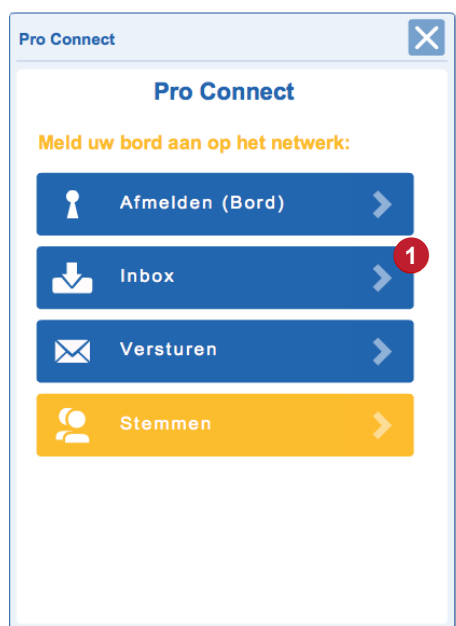 Pro Connect
Pro Connect
Meld uw bord aan op het netwerk:
Afmelden (Bord)
1
Inbox
Versturen
Stemmen